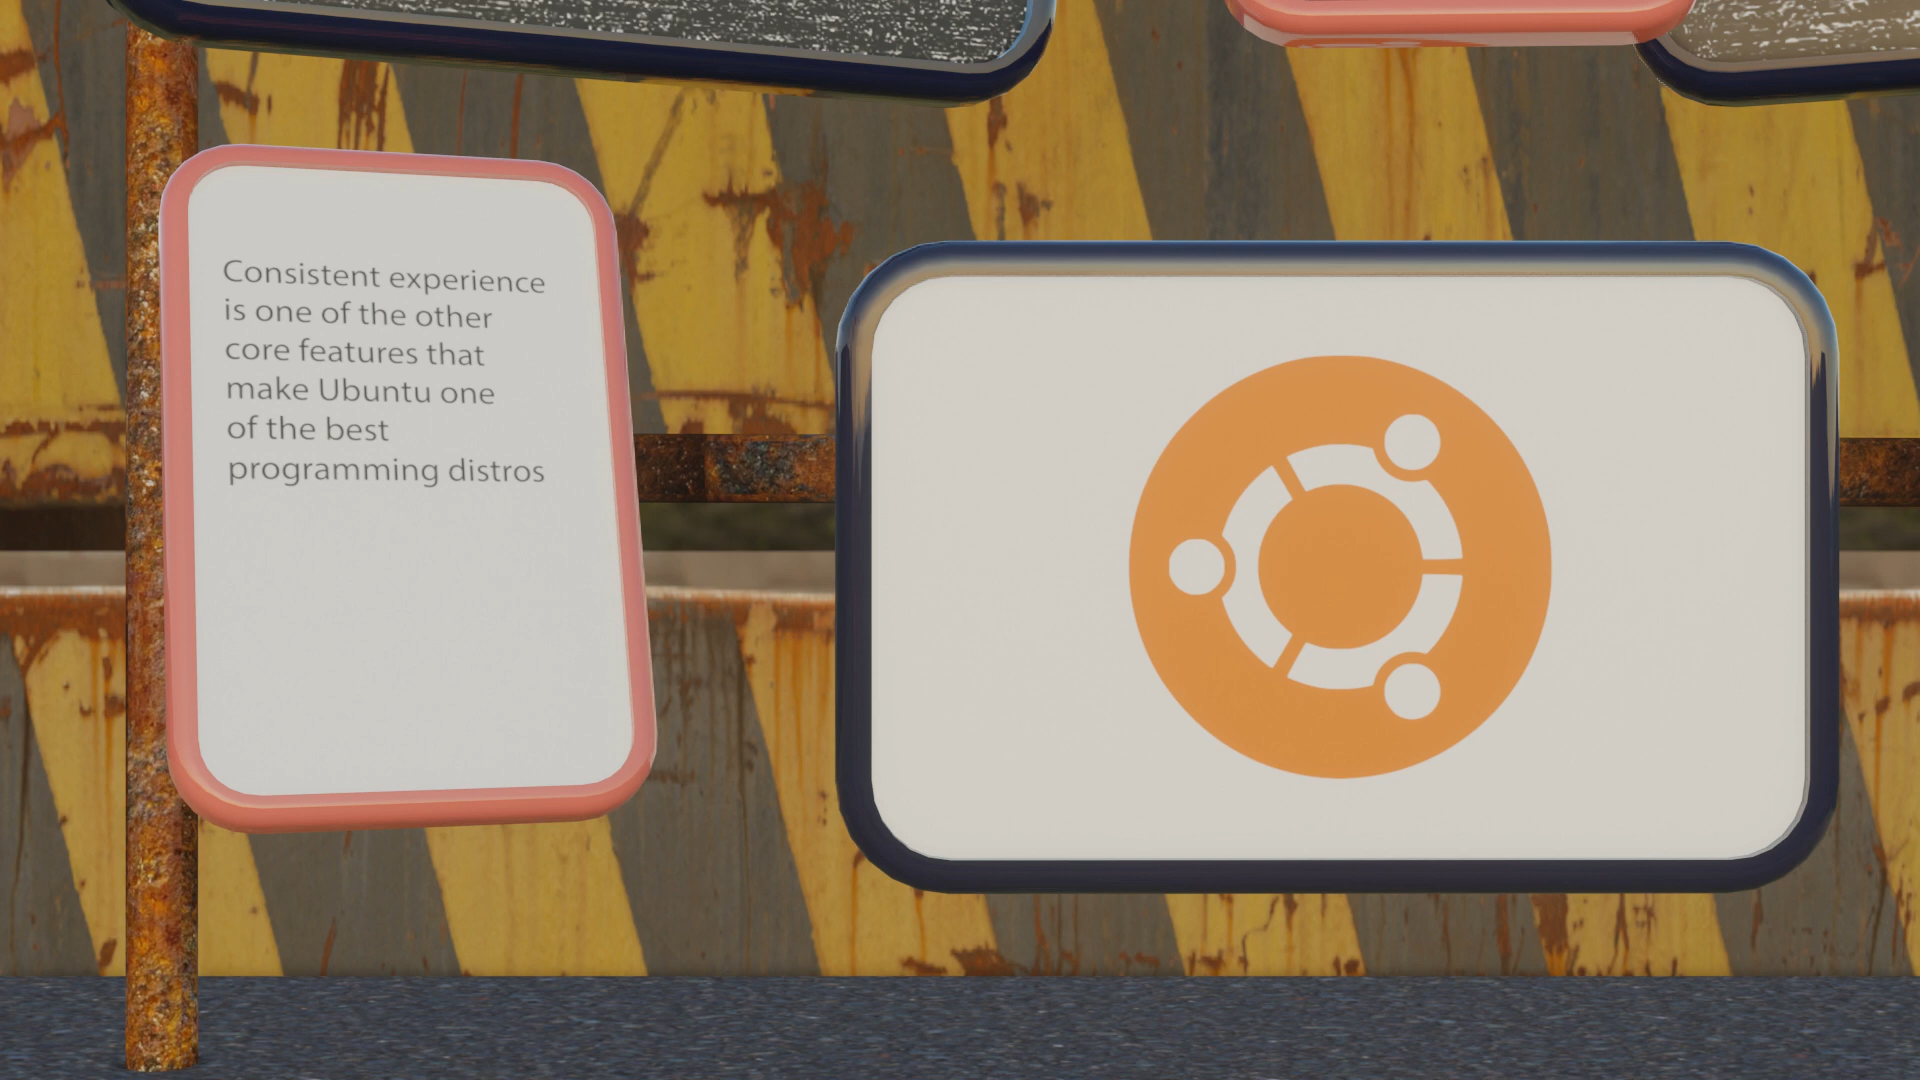 Consistent experience
is one of the other
core features that
make Ubuntu one
of the best
programming distros